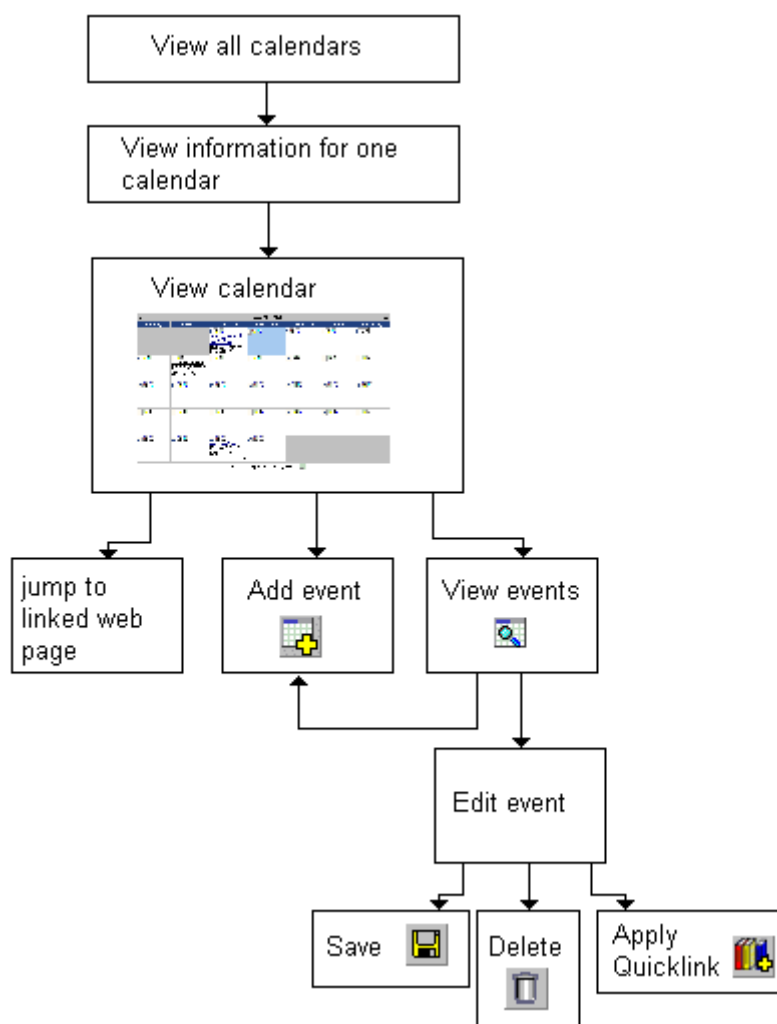 View all calendars
View information for one
calendar
View calendar
jump to
linked web
page
Add event
View events
Edit event
Save
Delete
Apply
Quicklink